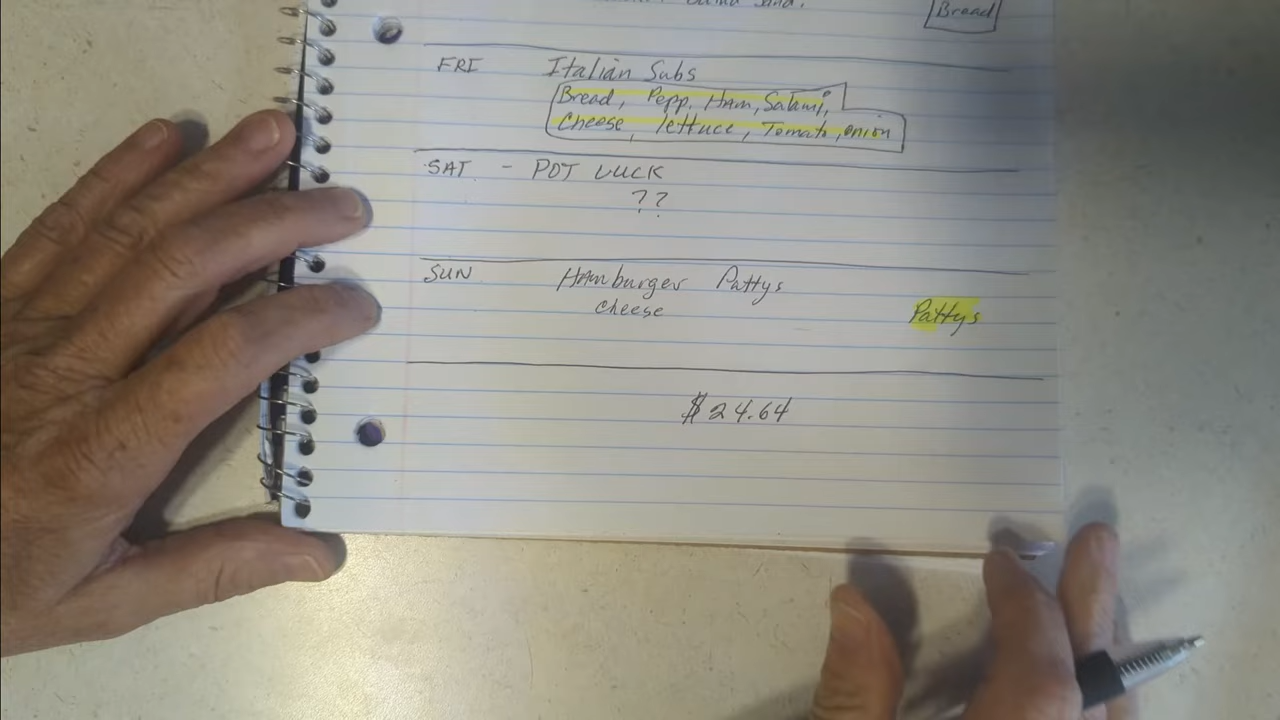 Bread
FRI Italian Subs
Bread, Pepp. HAM, Salami,
Cheese, lettuce, Tomato, onion
SAT - POT LUCK
??
SUN HAMburger Pattys
cheese
Pattys
$24.64